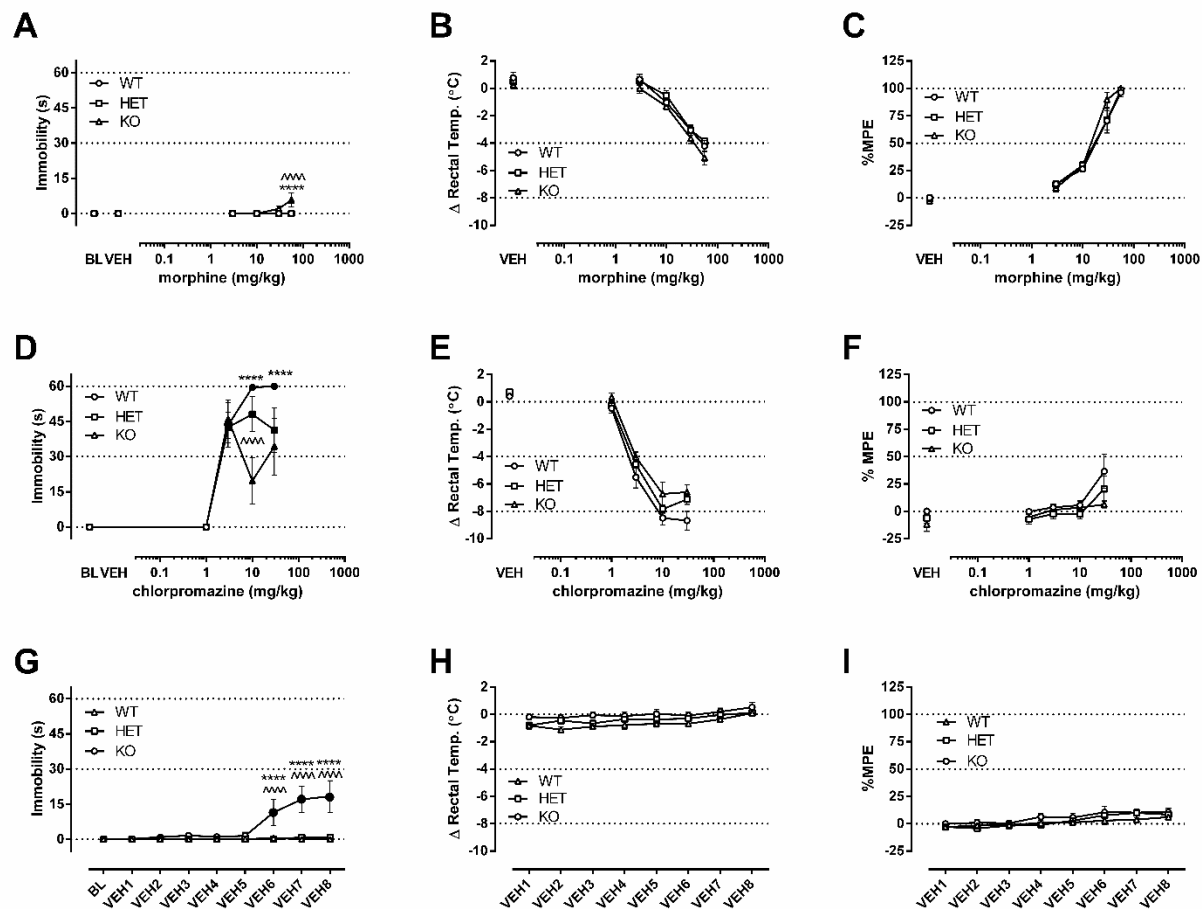 A
B
C
Immobility (s)
60
45
30
15
0
WT
HET
KO
^^^^
****
BL VEH 0.1 1 10 100 1000
morphine (mg/kg)
Δ Rectal Temp. (°C)
2
0
-2
-4
-6
-8
-10
WT
HET
KO
VEH 0.1 1 10 100 1000
morphine (mg/kg)
%MPE
125
100
75
50
25
0
-25
WT
HET
KO
VEH 0.1 1 10 100 1000
morphine (mg/kg)
D
E
F
Immobility (s)
60
45
30
15
0
WT
HET
KO
**** ****
^^^^
BL VEH 0.1 1 10 100 1000
chlorpromazine (mg/kg)
Δ Rectal Temp. (°C)
2
0
-2
-4
-6
-8
-10
WT
HET
KO
VEH 0.1 1 10 100 1000
chlorpromazine (mg/kg)
% MPE
125
100
75
50
25
0
-25
WT
HET
KO
VEH 0.1 1 10 100 1000
chlorpromazine (mg/kg)
G
H
I
Immobility (s)
60
45
30
15
0
WT
HET
KO
**** **** ****
^^^^ ^^^^ ^^^^
BL VEH1 VEH2 VEH3 VEH4 VEH5 VEH6 VEH7 VEH8
Δ Rectal Temp. (°C)
2
0
-2
-4
-6
-8
-10
WT
HET
KO
VEH1 VEH2 VEH3 VEH4 VEH5 VEH6 VEH7 VEH8
%MPE
125
100
75
50
25
0
-25
WT
HET
KO
VEH1 VEH2 VEH3 VEH4 VEH5 VEH6 VEH7 VEH8